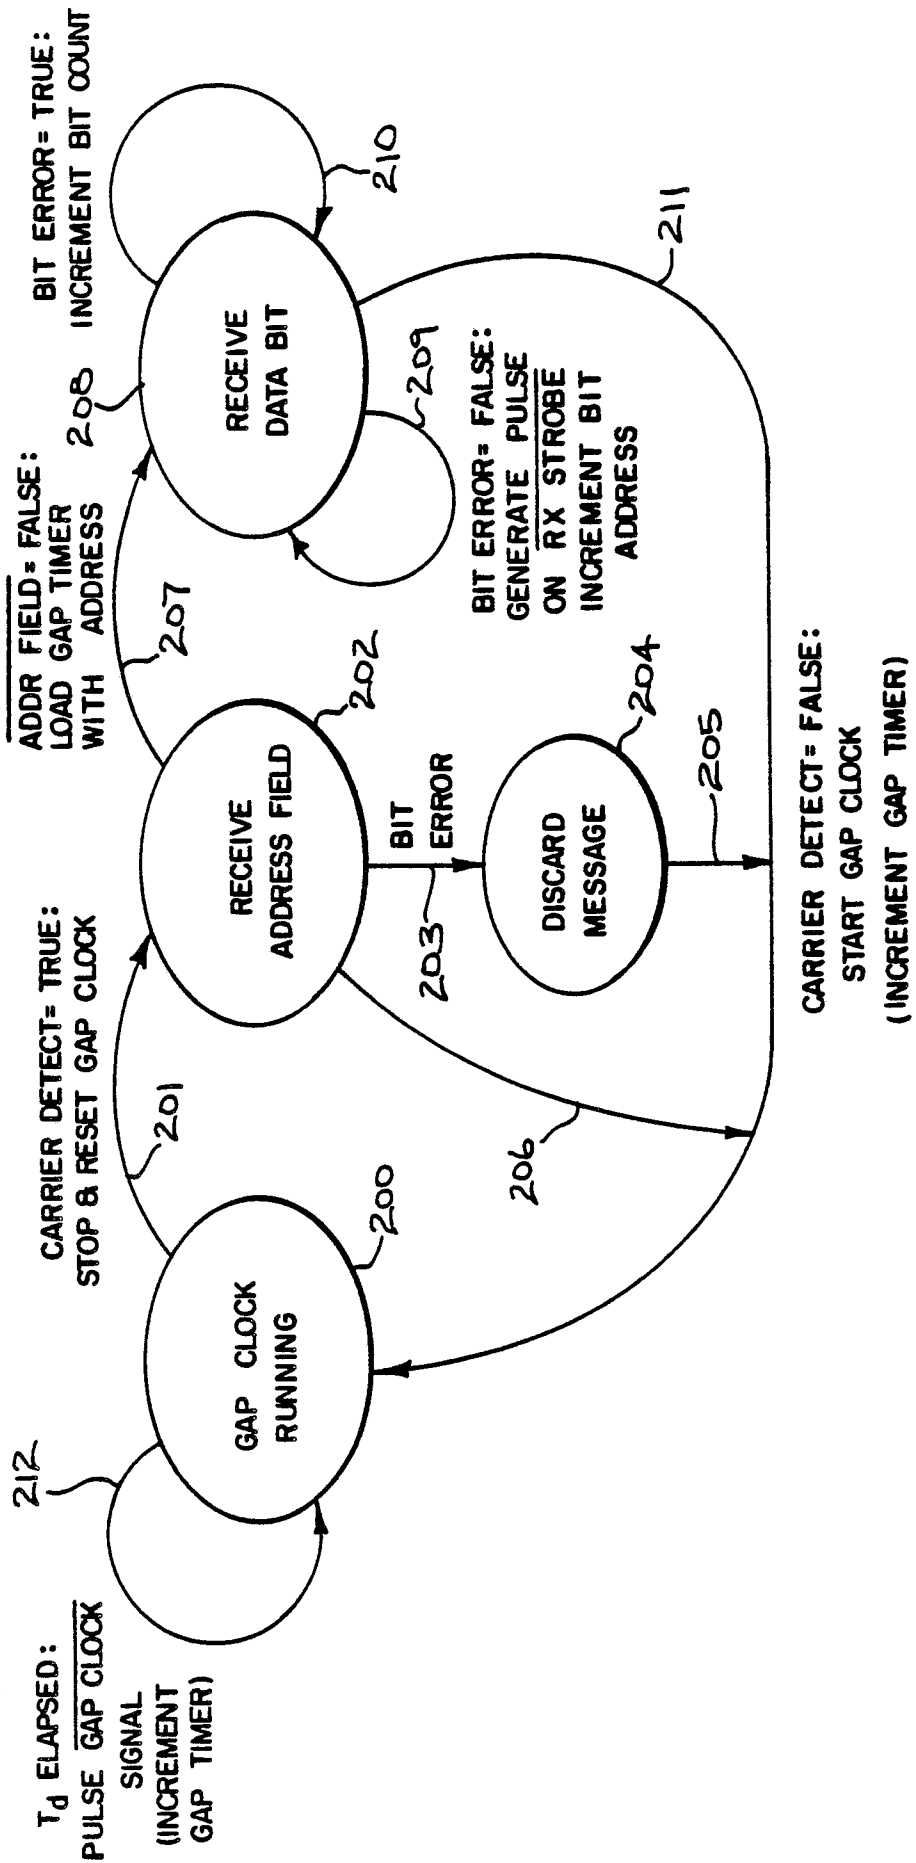 T_d ELAPSED:
PULSE GAP CLOCK
SIGNAL
(INCREMENT
GAP TIMER)
212
GAP CLOCK
RUNNING
200
CARRIER DETECT= TRUE:
STOP & RESET GAP CLOCK
201
RECEIVE
ADDRESS FIELD
202
BIT
ERROR
203
DISCARD
MESSAGE
204
205
206
ADDR FIELD= FALSE:
LOAD GAP TIMER
WITH ADDRESS
207
208
RECEIVE
DATA BIT
BIT ERROR= TRUE:
INCREMENT BIT COUNT
210
209
BIT ERROR= FALSE:
GENERATE PULSE
ON RX STROBE
INCREMENT BIT
ADDRESS
211
CARRIER DETECT= FALSE:
START GAP CLOCK
(INCREMENT GAP TIMER)